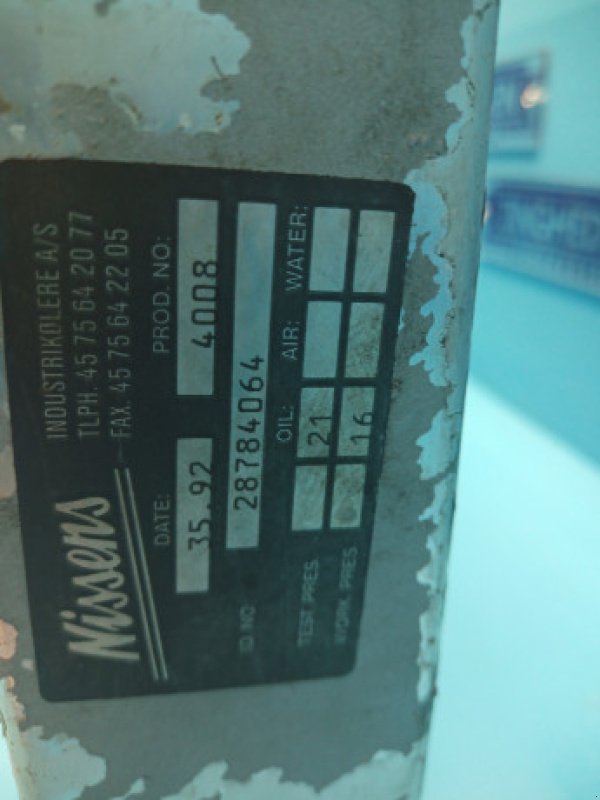 Nissens
INDUSTRIKØLERE A/S
TLPH. 45 75 64 20 77
FAX. 45 75 64 22 05
DATE: 35.92 PROD. NO: 4008
ID. NO: 28784064
OIL: AIR: WATER:
TEST. PRES. 21
WORK. PRES. 16